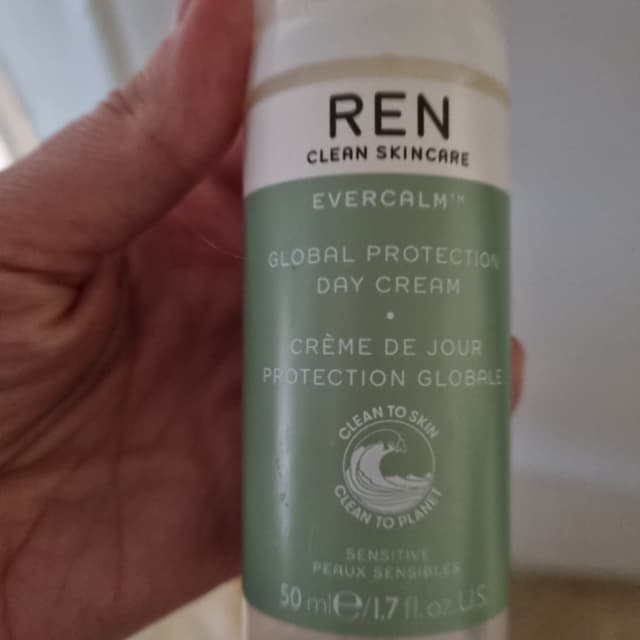 REN
CLEAN SKINCARE
EVERCALM™
GLOBAL PROTECTION
DAY CREAM
•
CRÈME DE JOUR
PROTECTION GLOBALE
CLEAN TO SKIN
CLEAN TO PLANET
SENSITIVE
PEAUX SENSIBLES
50 ml e/1.7 fl.oz. U.S.